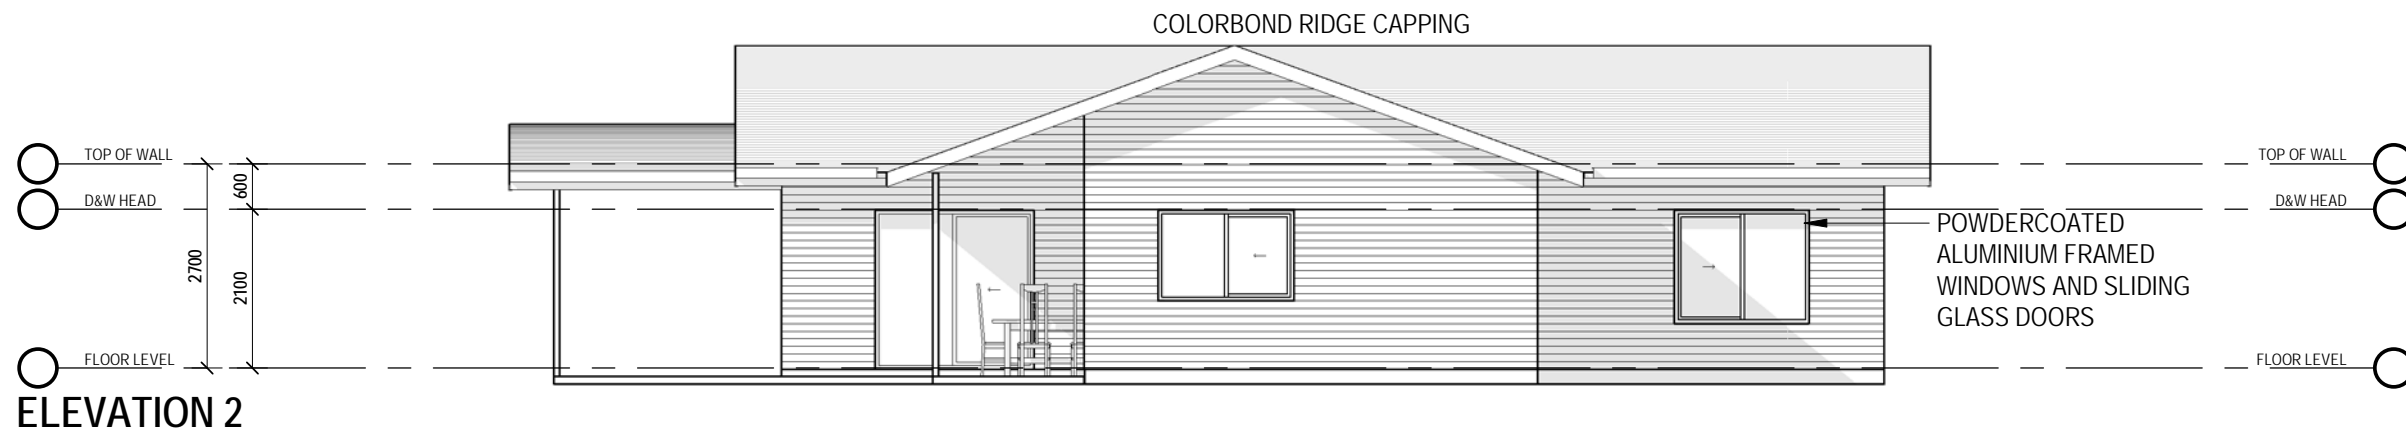 COLORBOND RIDGE CAPPING
TOP OF WALL
TOP OF WALL
600
D&W HEAD
D&W HEAD
POWDERCOATED
ALUMINIUM FRAMED
WINDOWS AND SLIDING
GLASS DOORS
2700
2100
FLOOR LEVEL
FLOOR LEVEL
ELEVATION 2